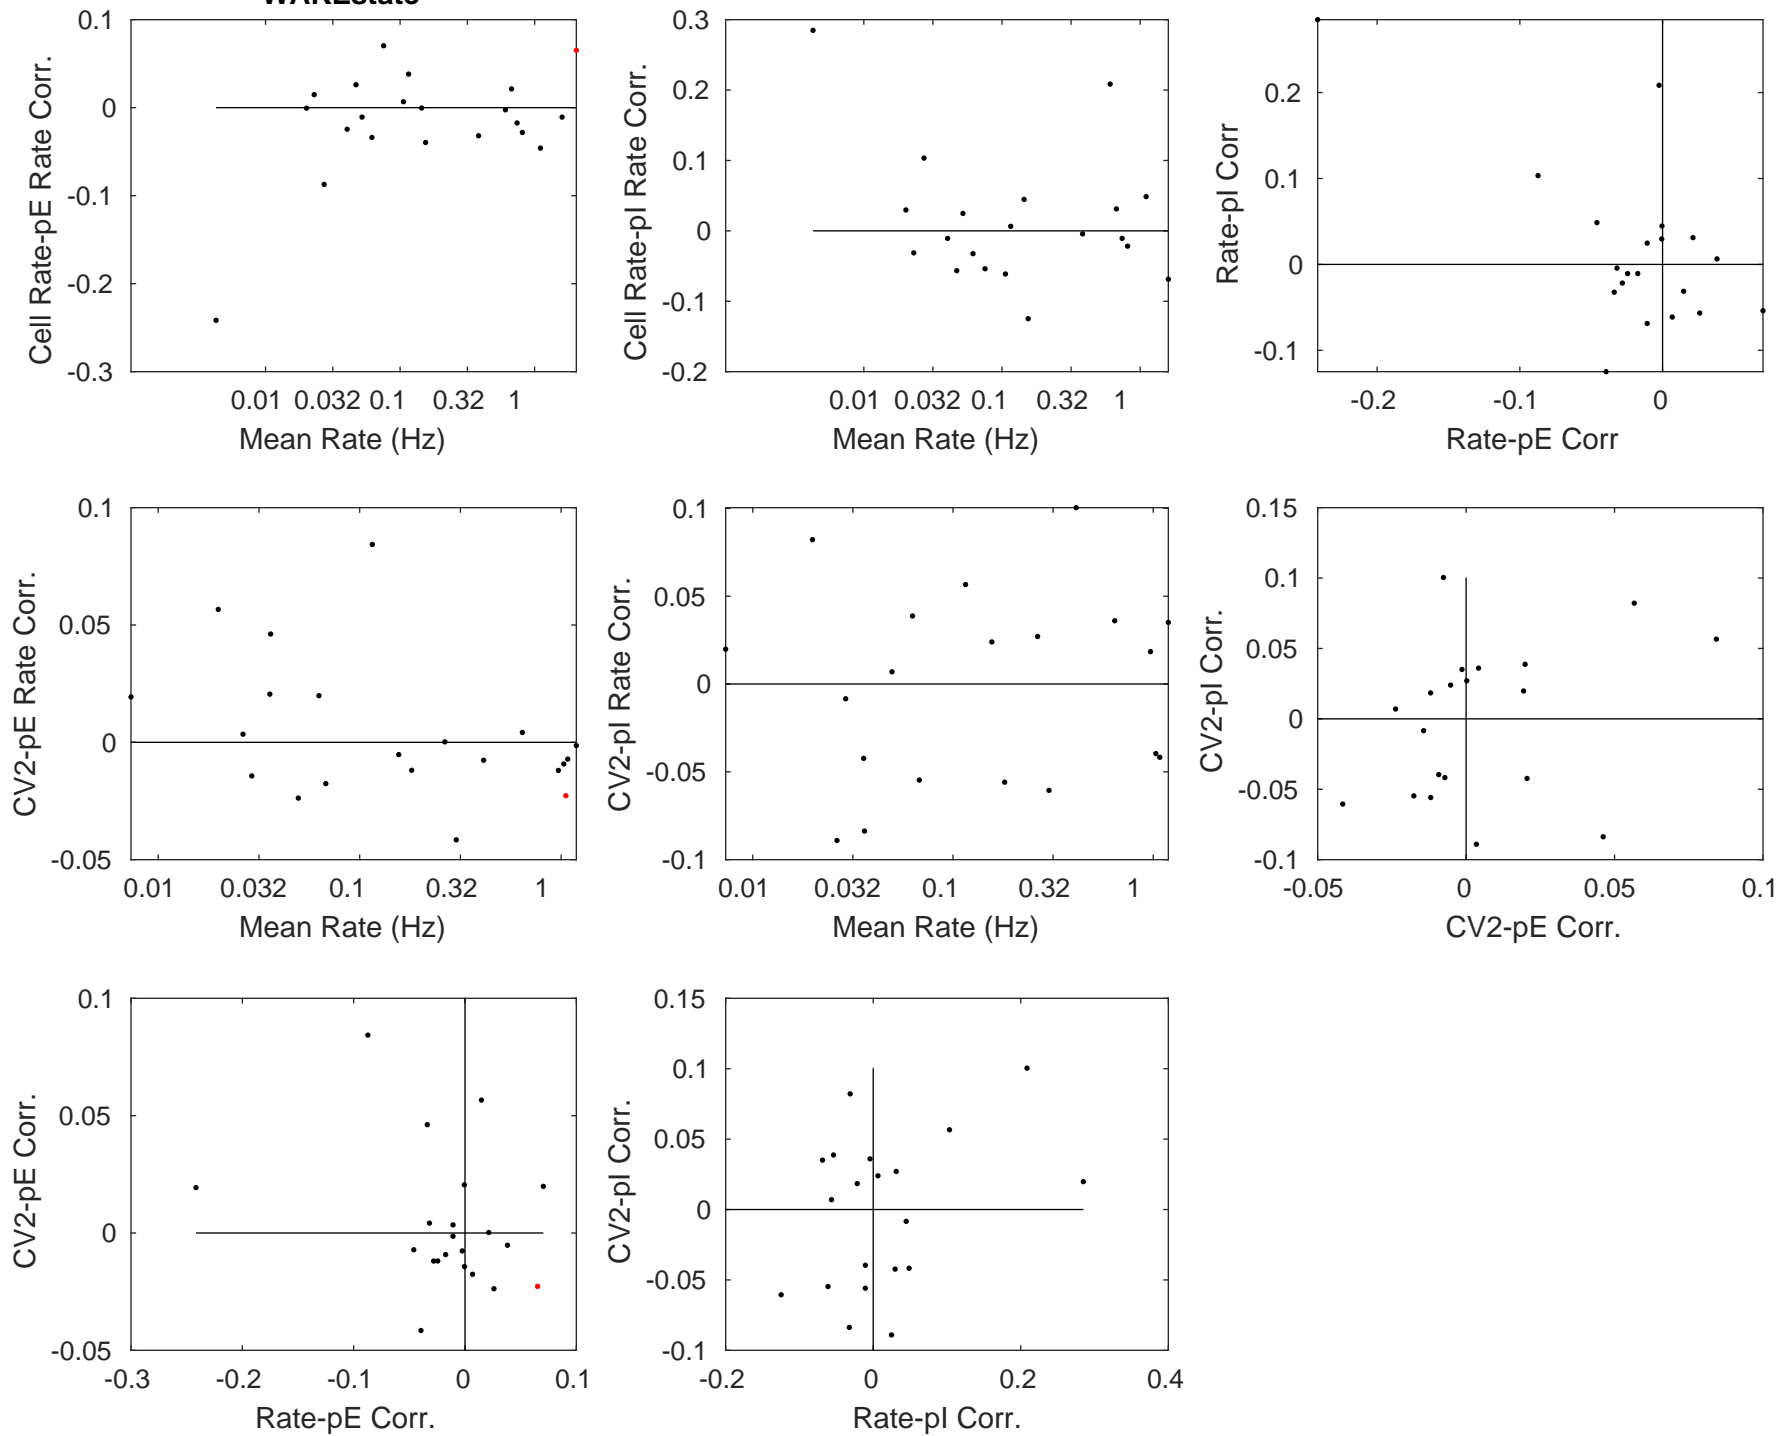 WAKEstate
0.1
0
-0.1
-0.2
-0.3
Cell Rate-pE Rate Corr.
0.01 0.032 0.1 0.32 1
Mean Rate (Hz)
0.3
0.2
0.1
0
-0.1
-0.2
Cell Rate-pI Rate Corr.
0.01 0.032 0.1 0.32 1
Mean Rate (Hz)
0.2
0.1
0
-0.1
Rate-pI Corr
-0.2 -0.1 0
Rate-pE Corr
0.1
0.05
0
-0.05
CV2-pE Rate Corr.
0.01 0.032 0.1 0.32 1
Mean Rate (Hz)
0.1
0.05
0
-0.05
-0.1
CV2-pI Rate Corr.
0.01 0.032 0.1 0.32 1
Mean Rate (Hz)
0.15
0.1
0.05
0
-0.05
-0.1
CV2-pI Corr.
-0.05 0 0.05 0.1
CV2-pE Corr.
0.1
0.05
0
-0.05
CV2-pE Corr.
-0.3 -0.2 -0.1 0 0.1
Rate-pE Corr.
0.15
0.1
0.05
0
-0.05
-0.1
CV2-pI Corr.
-0.2 0 0.2 0.4
Rate-pI Corr.